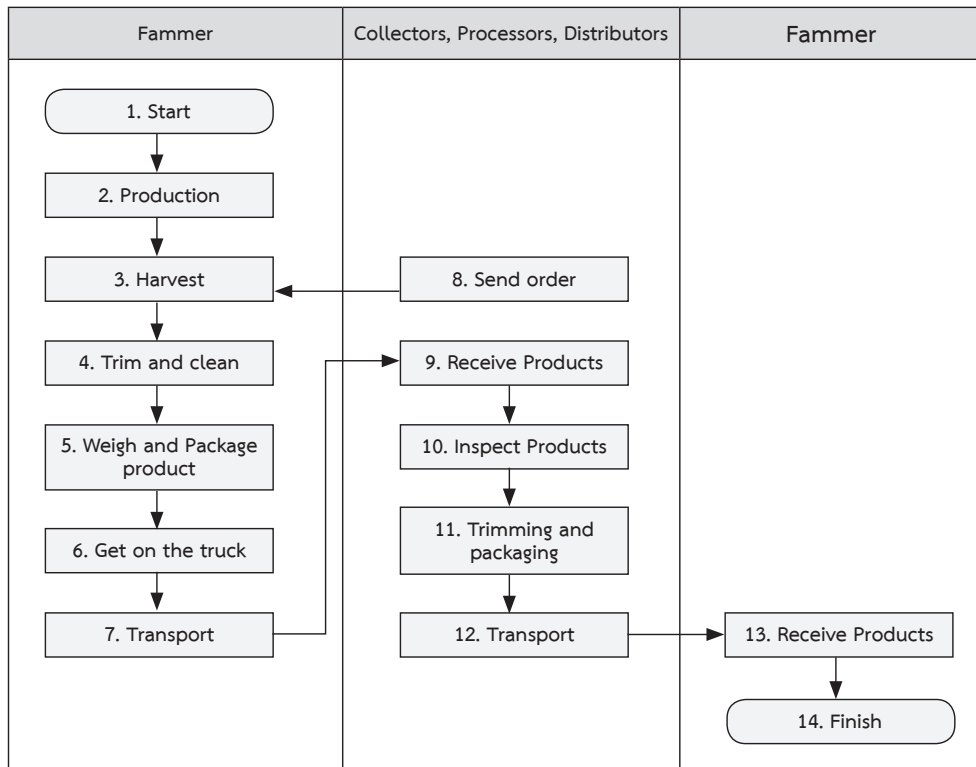 Fammer
Collectors, Processors, Distributors
Fammer
1. Start
2. Production
3. Harvest
4. Trim and clean
5. Weigh and Package
product
6. Get on the truck
7. Transport
8. Send order
9. Receive Products
10. Inspect Products
11. Trimming and
packaging
12. Transport
13. Receive Products
14. Finish